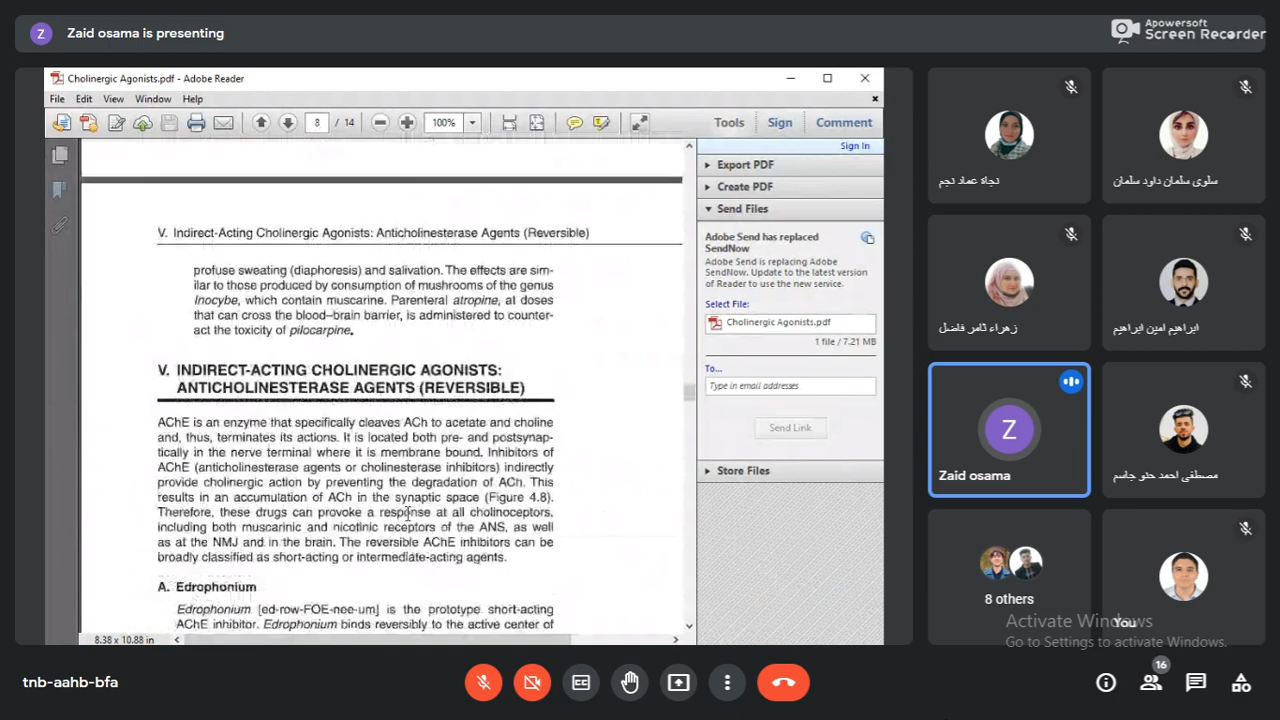 Z Zaid osama is presenting
Apowersoft
Screen Recorder
Cholinergic Agonists.pdf - Adobe Reader
File Edit View Window Help
8 / 14 100% Tools Sign Comment
Sign In
Export PDF
Create PDF
Send Files
Adobe Send has replaced
SendNow
Adobe Send is replacing Adobe
SendNow. Update to the latest version
of Reader to use the new service.
Select File:
Cholinergic Agonists.pdf
1 file / 7.21 MB
To...
Type in email addresses
Send Link
Store Files
V. Indirect-Acting Cholinergic Agonists: Anticholinesterase Agents (Reversible)
profuse sweating (diaphoresis) and salivation. The effects are sim-
ilar to those produced by consumption of mushrooms of the genus
Inocybe, which contain muscarine. Parenteral atropine, at doses
that can cross the blood–brain barrier, is administered to counter-
act the toxicity of pilocarpine.
V. INDIRECT-ACTING CHOLINERGIC AGONISTS:
ANTICHOLINESTERASE AGENTS (REVERSIBLE)
AChE is an enzyme that specifically cleaves ACh to acetate and choline
and, thus, terminates its actions. It is located both pre- and postsynap-
tically in the nerve terminal where it is membrane bound. Inhibitors of
AChE (anticholinesterase agents or cholinesterase inhibitors) indirectly
provide cholinergic action by preventing the degradation of ACh. This
results in an accumulation of ACh in the synaptic space (Figure 4.8).
Therefore, these drugs can provoke a response at all cholinoceptors,
including both muscarinic and nicotinic receptors of the ANS, as well
as at the NMJ and in the brain. The reversible AChE inhibitors can be
broadly classified as short-acting or intermediate-acting agents.
A. Edrophonium
Edrophonium [ed-row-FOE-nee-um] is the prototype short-acting
AChE inhibitor. Edrophonium binds reversibly to the active center of
8.38 x 10.88 in
نجاة عماد نجم
سلوى سلمان داود سلمان
زهراء ثامر فاضل
ابراهيم امين ابراهيم
Z
Zaid osama
مصطفى احمد حنو جاسم
8 others
You
Activate Windows
Go to Settings to activate Windows.
tnb-aahb-bfa
16